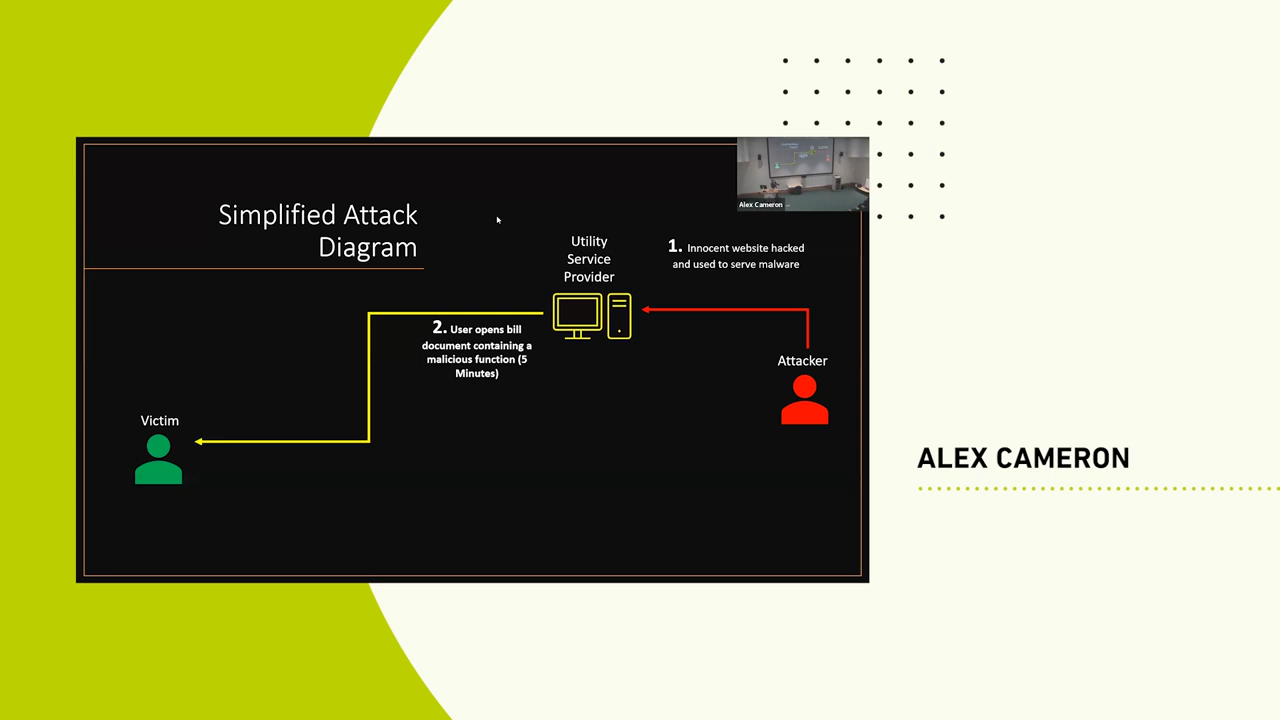 Alex Cameron
Simplified Attack
Diagram
Utility
Service
Provider
1. Innocent website hacked
and used to serve malware
2. User opens bill
document containing a
malicious function (5
Minutes)
Attacker
Victim
ALEX CAMERON